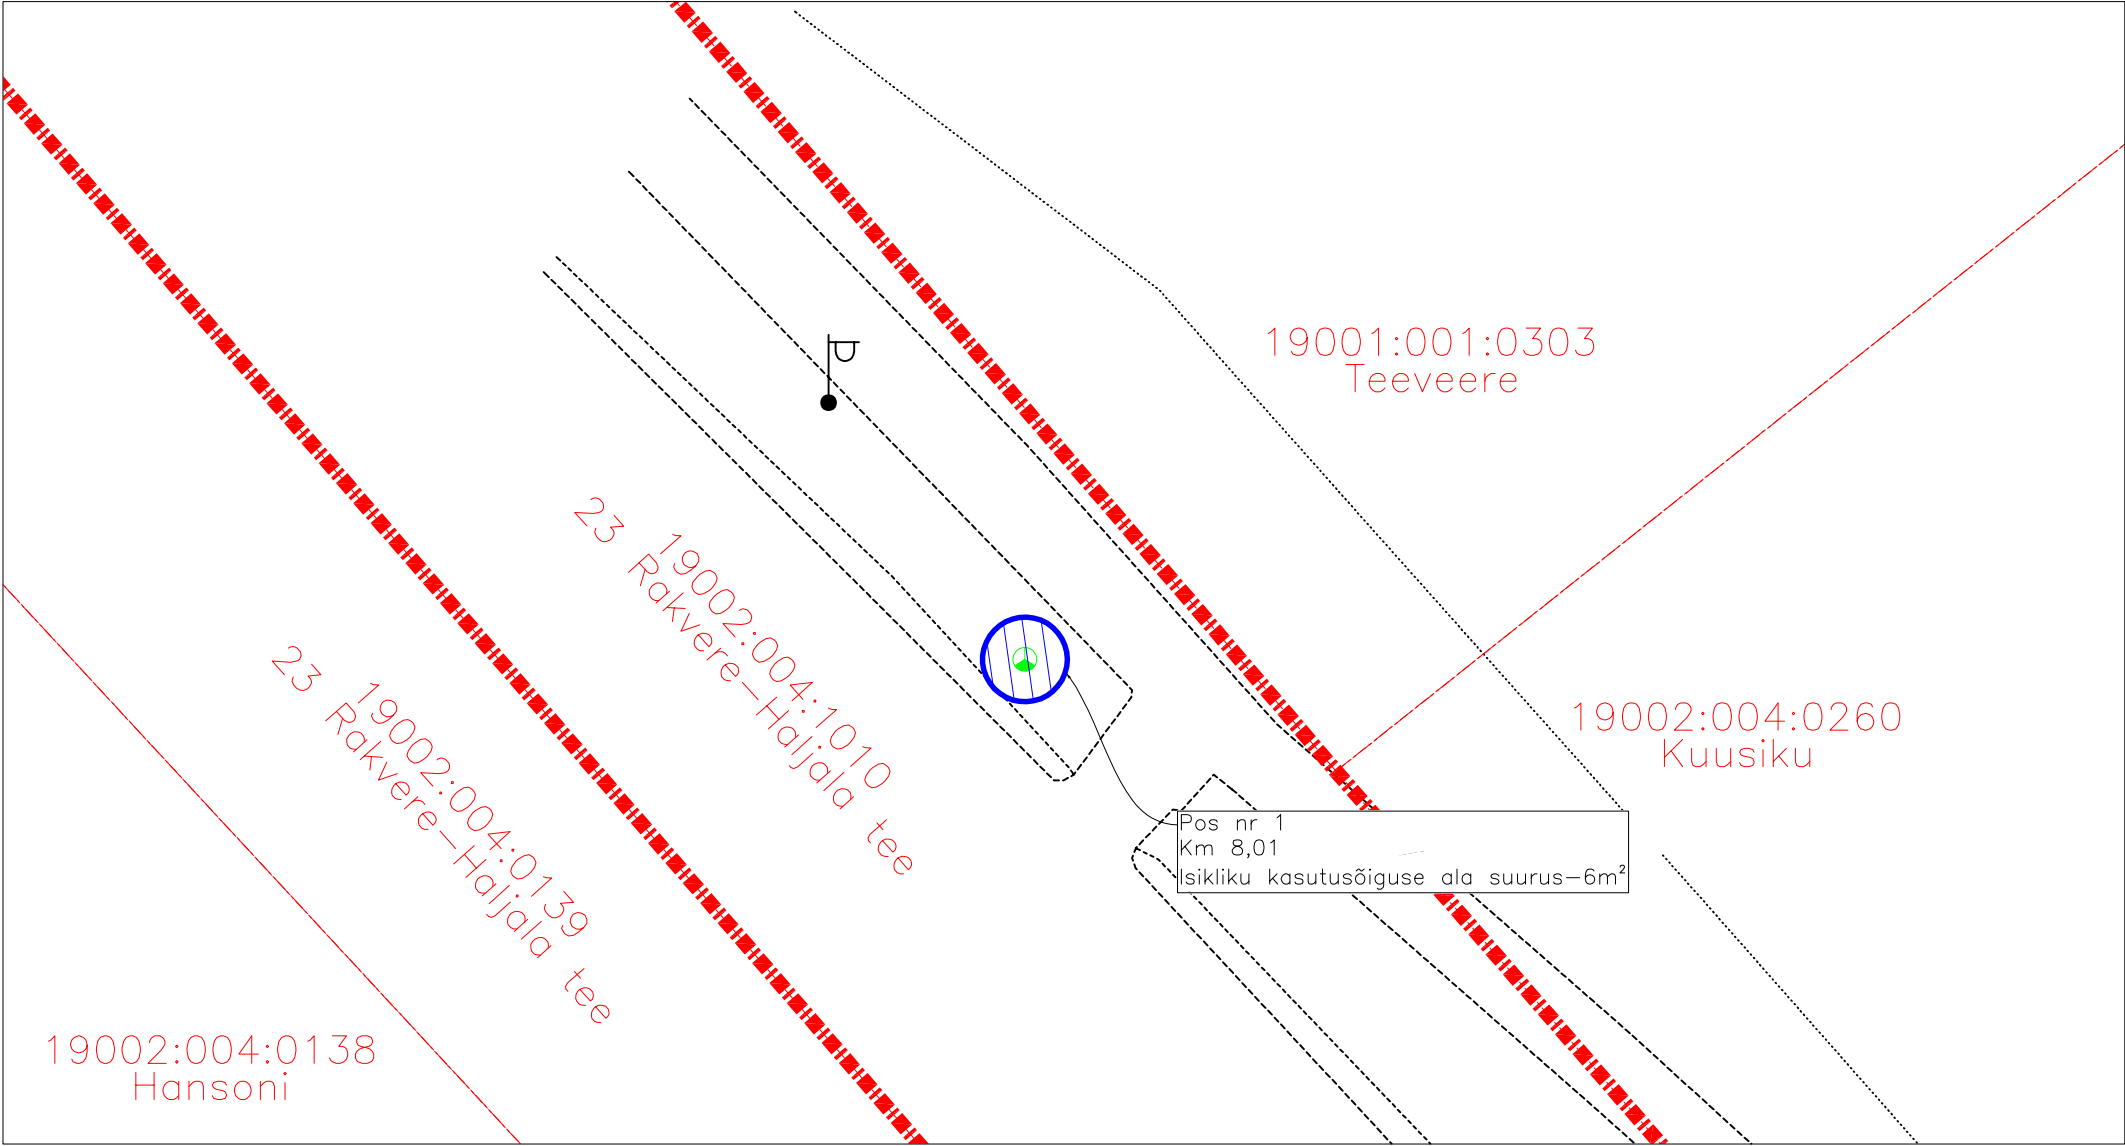 19001:001:0303
Teeveere
19002:004:1010
23 Rakvere-Haljala tee
19002:004:0260
Kuusiku
19002:004:0139
23 Rakvere-Haljala tee
Pos nr 1
Km 8,01
Isikliku kasutusõiguse ala suurus-6m²
19002:004:0138
Hansoni